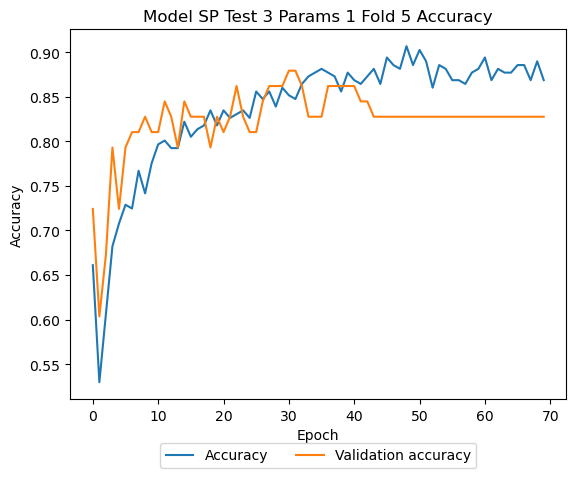 Model SP Test 3 Params 1 Fold 5 Accuracy
Accuracy
0.90
0.85
0.80
0.75
0.70
0.65
0.60
0.55
0 10 20 30 40 50 60 70
Epoch
Accuracy Validation accuracy